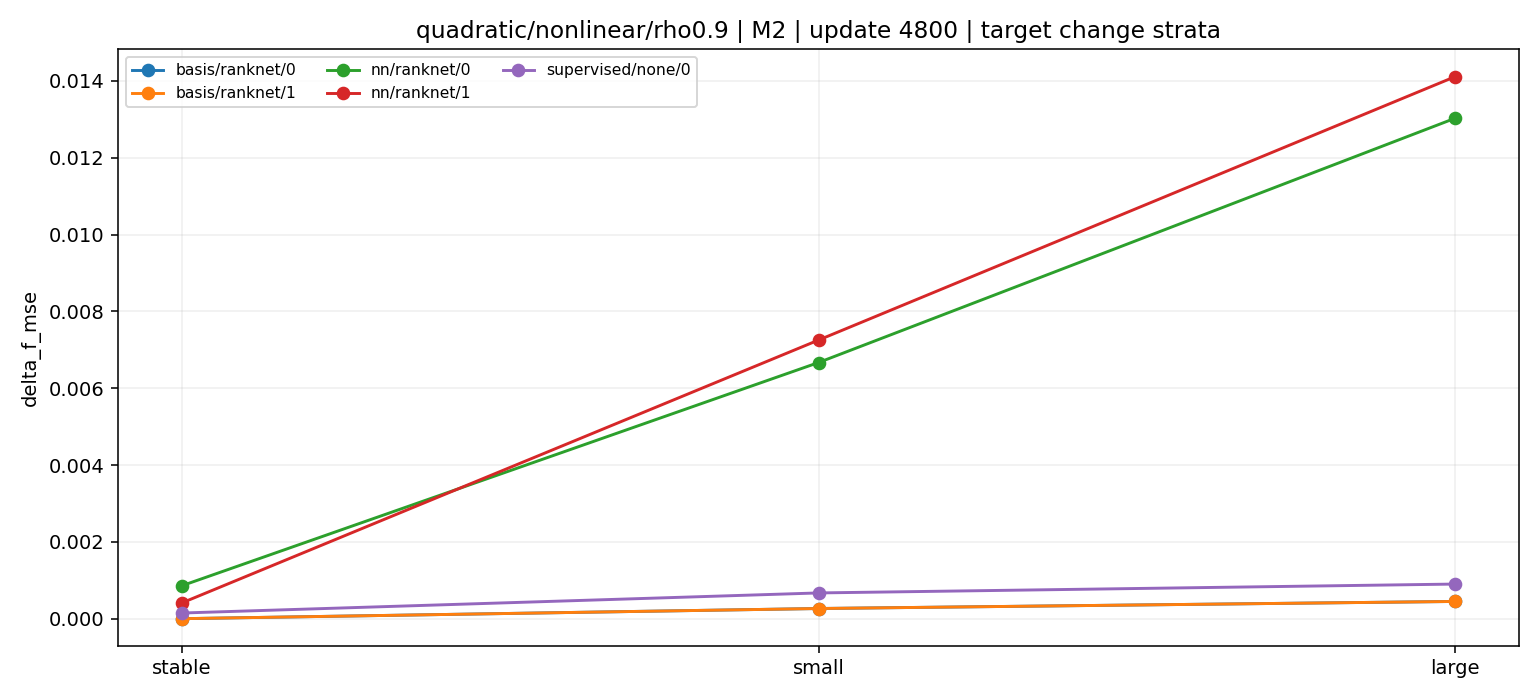 quadratic/nonlinear/rho0.9 | M2 | update 4800 | target change strata
basis/ranknet/0
basis/ranknet/1
nn/ranknet/0
nn/ranknet/1
supervised/none/0
delta_f_mse
0.014
0.012
0.010
0.008
0.006
0.004
0.002
0.000
stable
small
large